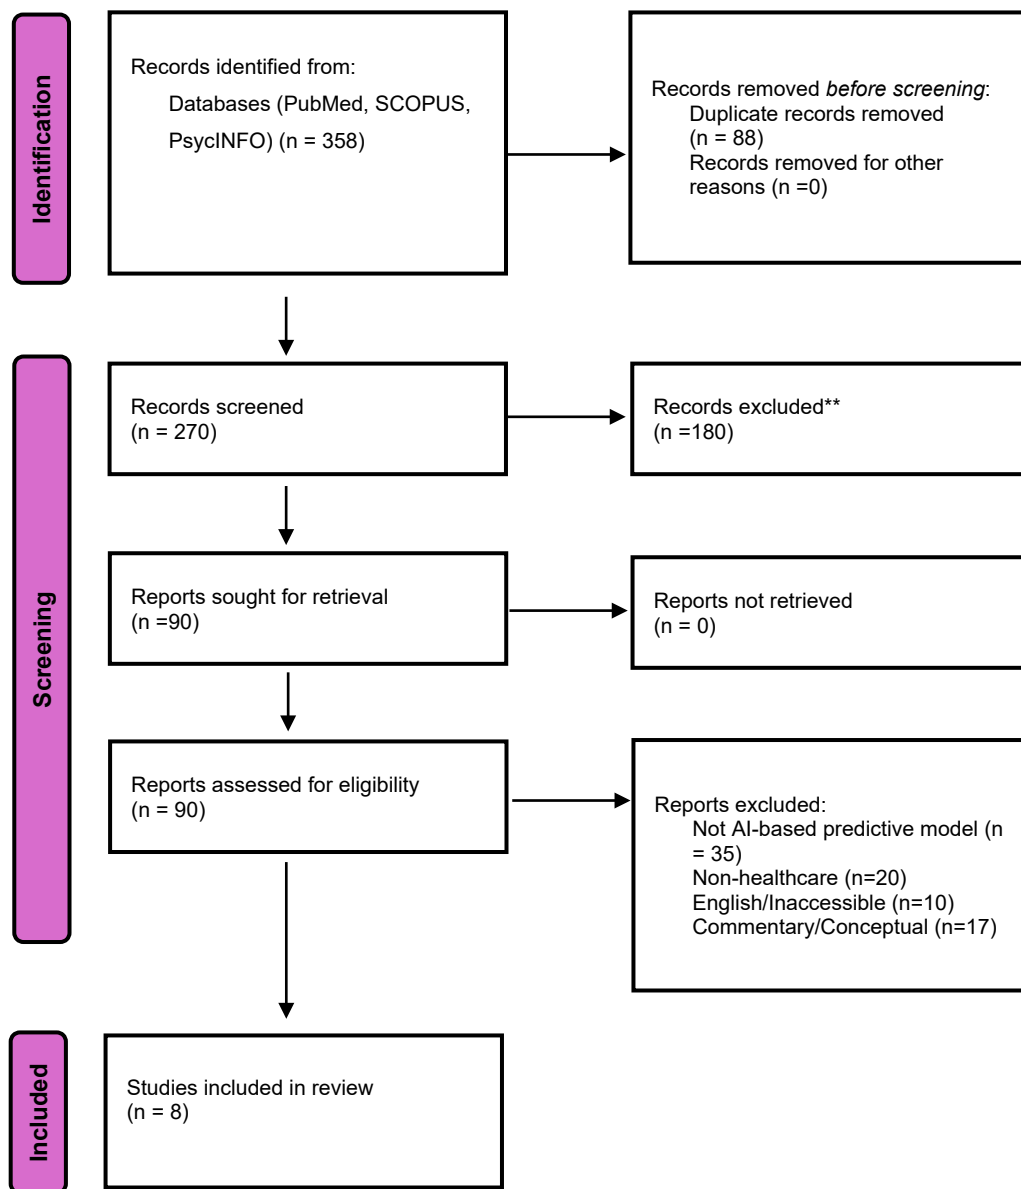 Identification
Records identified from:
Databases (PubMed, SCOPUS,
PsycINFO) (n = 358)
Records removed before screening:
Duplicate records removed
(n = 88)
Records removed for other
reasons (n =0)
Screening
Records screened
(n = 270)
Records excluded**
(n =180)
Reports sought for retrieval
(n =90)
Reports not retrieved
(n = 0)
Reports assessed for eligibility
(n = 90)
Reports excluded:
Not AI-based predictive model (n
= 35)
Non-healthcare (n=20)
English/Inaccessible (n=10)
Commentary/Conceptual (n=17)
Included
Studies included in review
(n = 8)